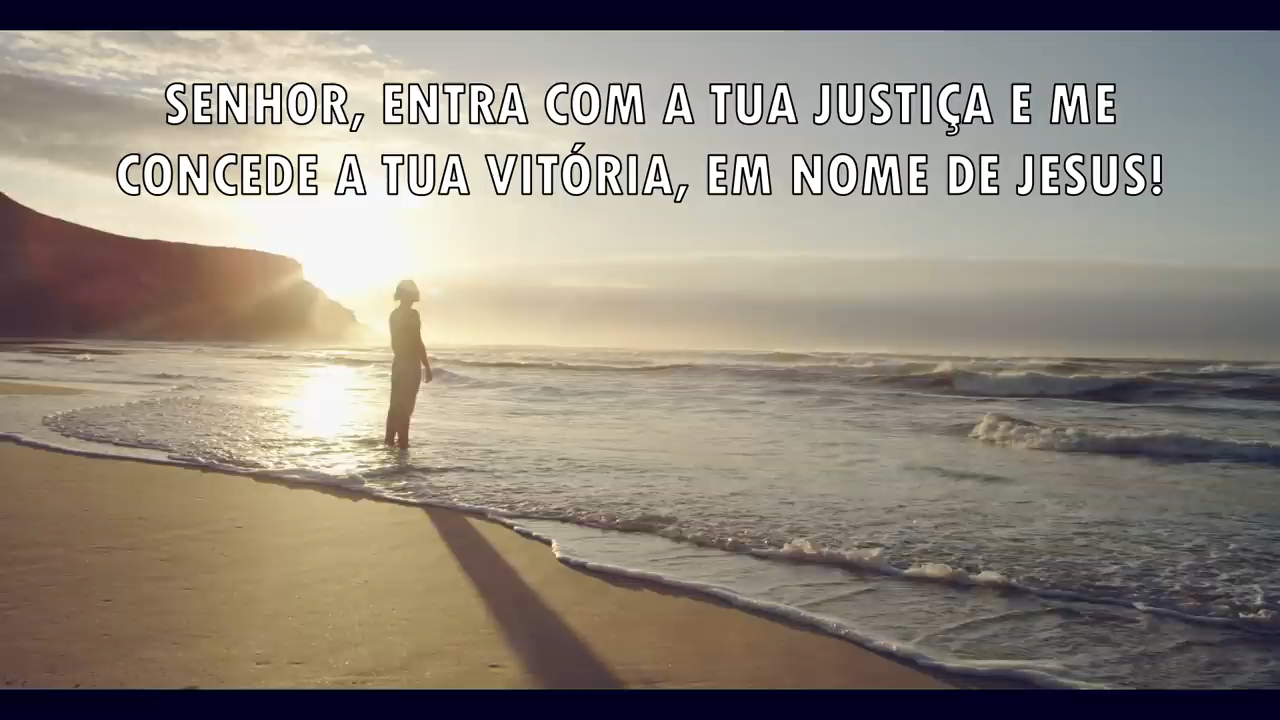 SENHOR, ENTRA COM A TUA JUSTIÇA E ME
CONCEDE A TUA VITÓRIA, EM NOME DE JESUS!